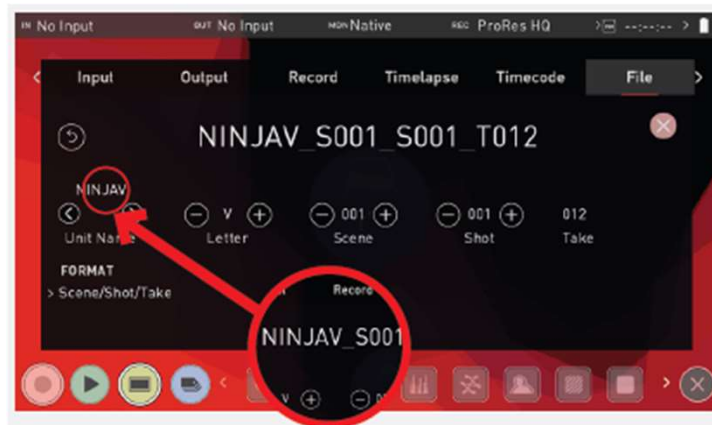 IN No Input OUT No Input MON Native REC ProRes HQ --:--:--
Input Output Record Timelapse Timecode File
NINJAV_S001_S001_T012
NINJAV
V 001 001 012
Unit Name Letter Scene Shot Take
FORMAT
> Scene/Shot/Take
Record
NINJAV_S001
V